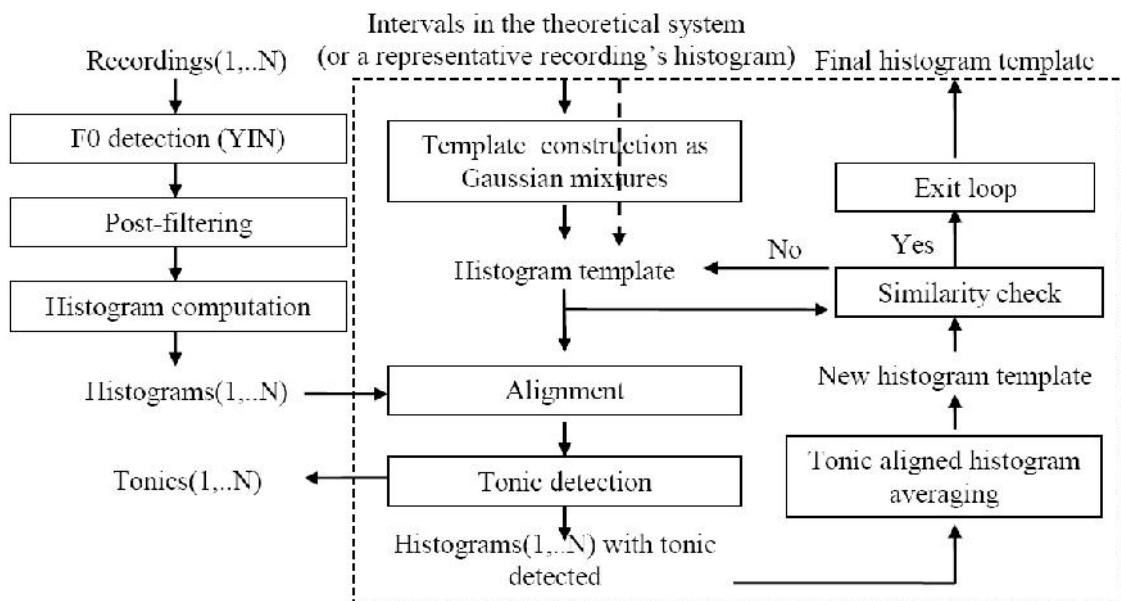 Intervals in the theoretical system
(or a representative recording's histogram)
Recordings(1,..N)
F0 detection (YIN)
Post-filtering
Histogram computation
Histograms(1,..N)
Tonics(1,..N)
Template construction as
Gaussian mixtures
Histogram template
Alignment
Tonic detection
Histograms(1,..N) with tonic
detected
Final histogram template
Exit loop
Yes
No
Similarity check
New histogram template
Tonic aligned histogram
averaging